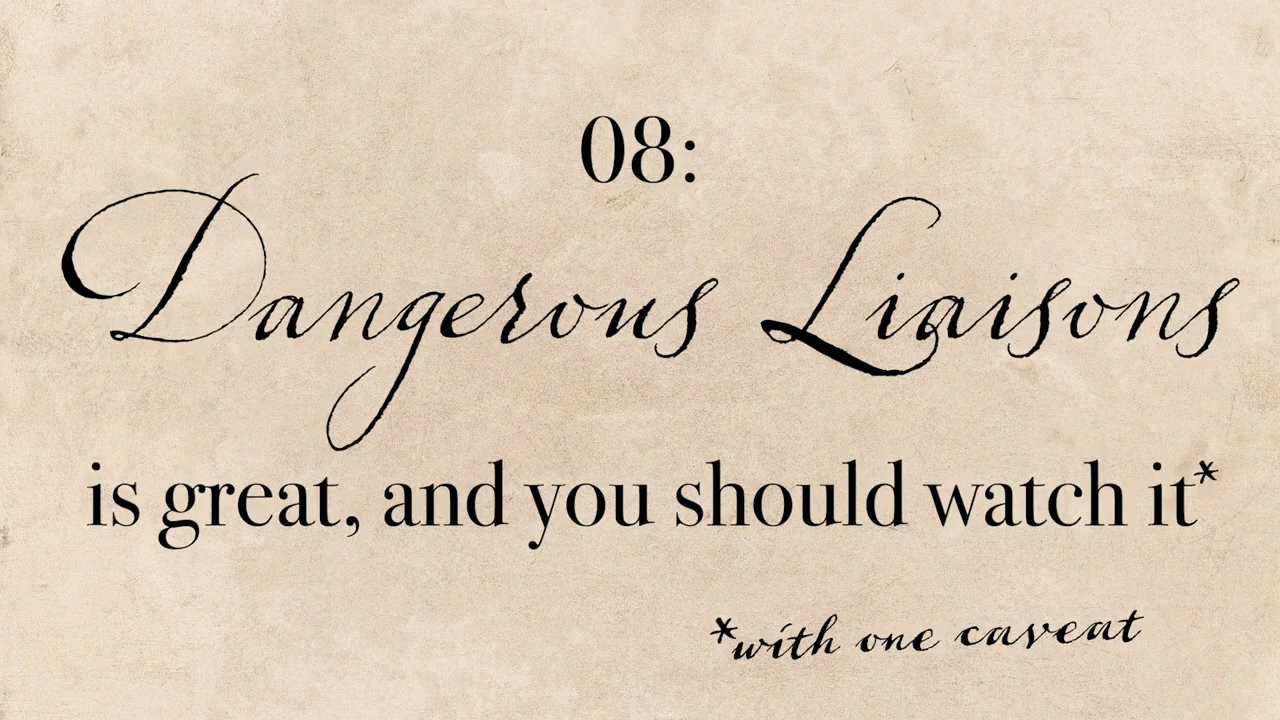 08:
Dangerous Liaisons
is great, and you should watch it*
*with one caveat